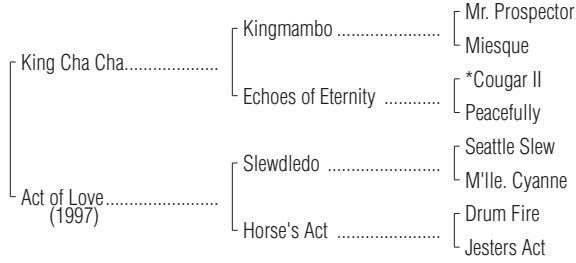 Mr. Prospector
Kingmambo ..................
Miesque
King Cha Cha....................
*Cougar II
Echoes of Eternity ............
Peacefully
Seattle Slew
Slewdledo ....................
M'lle. Cyanne
Act of Love.......................
(1997)
Drum Fire
Horse's Act ..................
Jesters Act